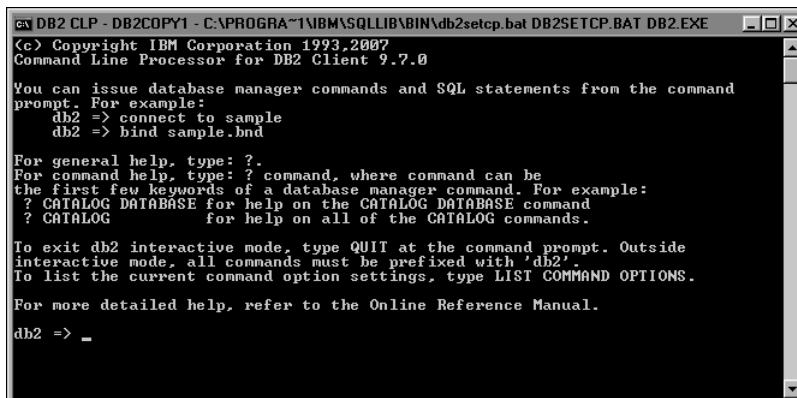 DB2 CLP - DB2COPY1 - C:\PROGRA~1\IBM\SQLLIB\BIN\db2setcp.bat DB2SETCP.BAT DB2.EXE
(c) Copyright IBM Corporation 1993,2007
Command Line Processor for DB2 Client 9.7.0
You can issue database manager commands and SQL statements from the command
prompt. For example:
db2 => connect to sample
db2 => bind sample.bnd
For general help, type: ?.
For command help, type: ? command, where command can be
the first few keywords of a database manager command. For example:
? CATALOG DATABASE for help on the CATALOG DATABASE command
? CATALOG          for help on all of the CATALOG commands.
To exit db2 interactive mode, type QUIT at the command prompt. Outside
interactive mode, all commands must be prefixed with 'db2'.
To list the current command option settings, type LIST COMMAND OPTIONS.
For more detailed help, refer to the Online Reference Manual.
db2 => _